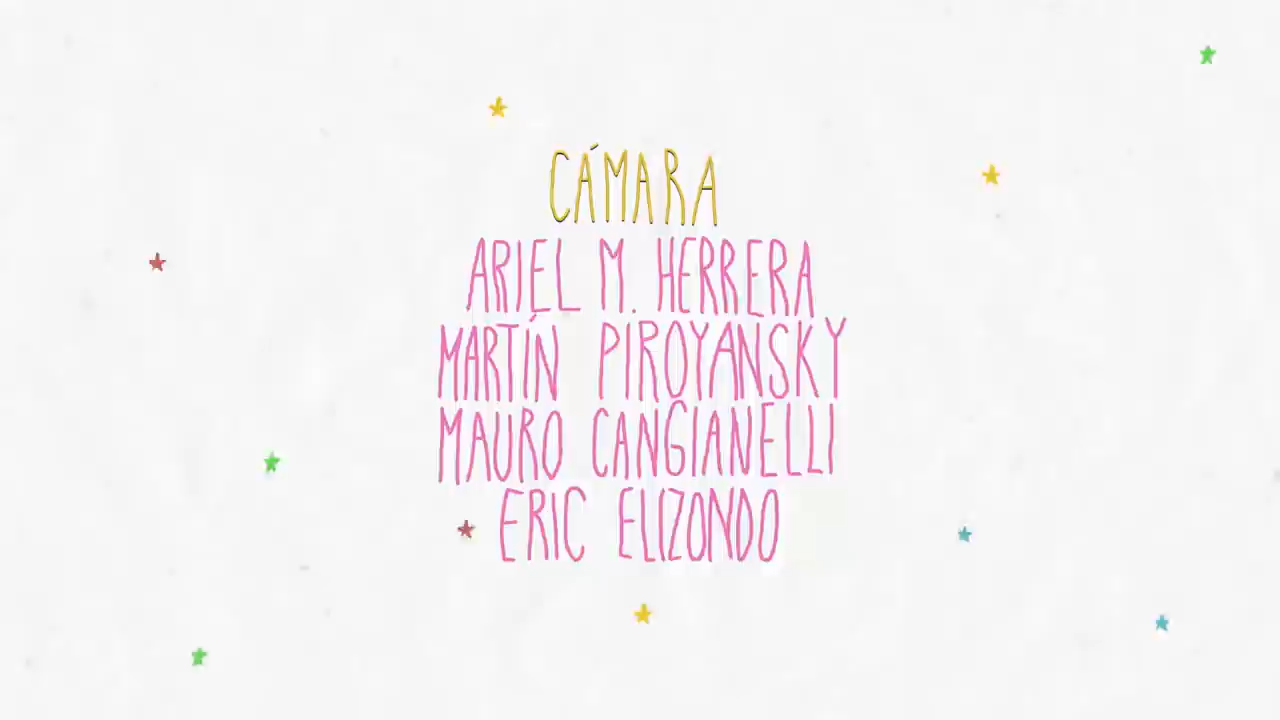 CÁMARA
ARIEL M. HERRERA
MARTÍN PIROYANSKY
MAURO CANGIANELLI
ERIC ELIZONDO